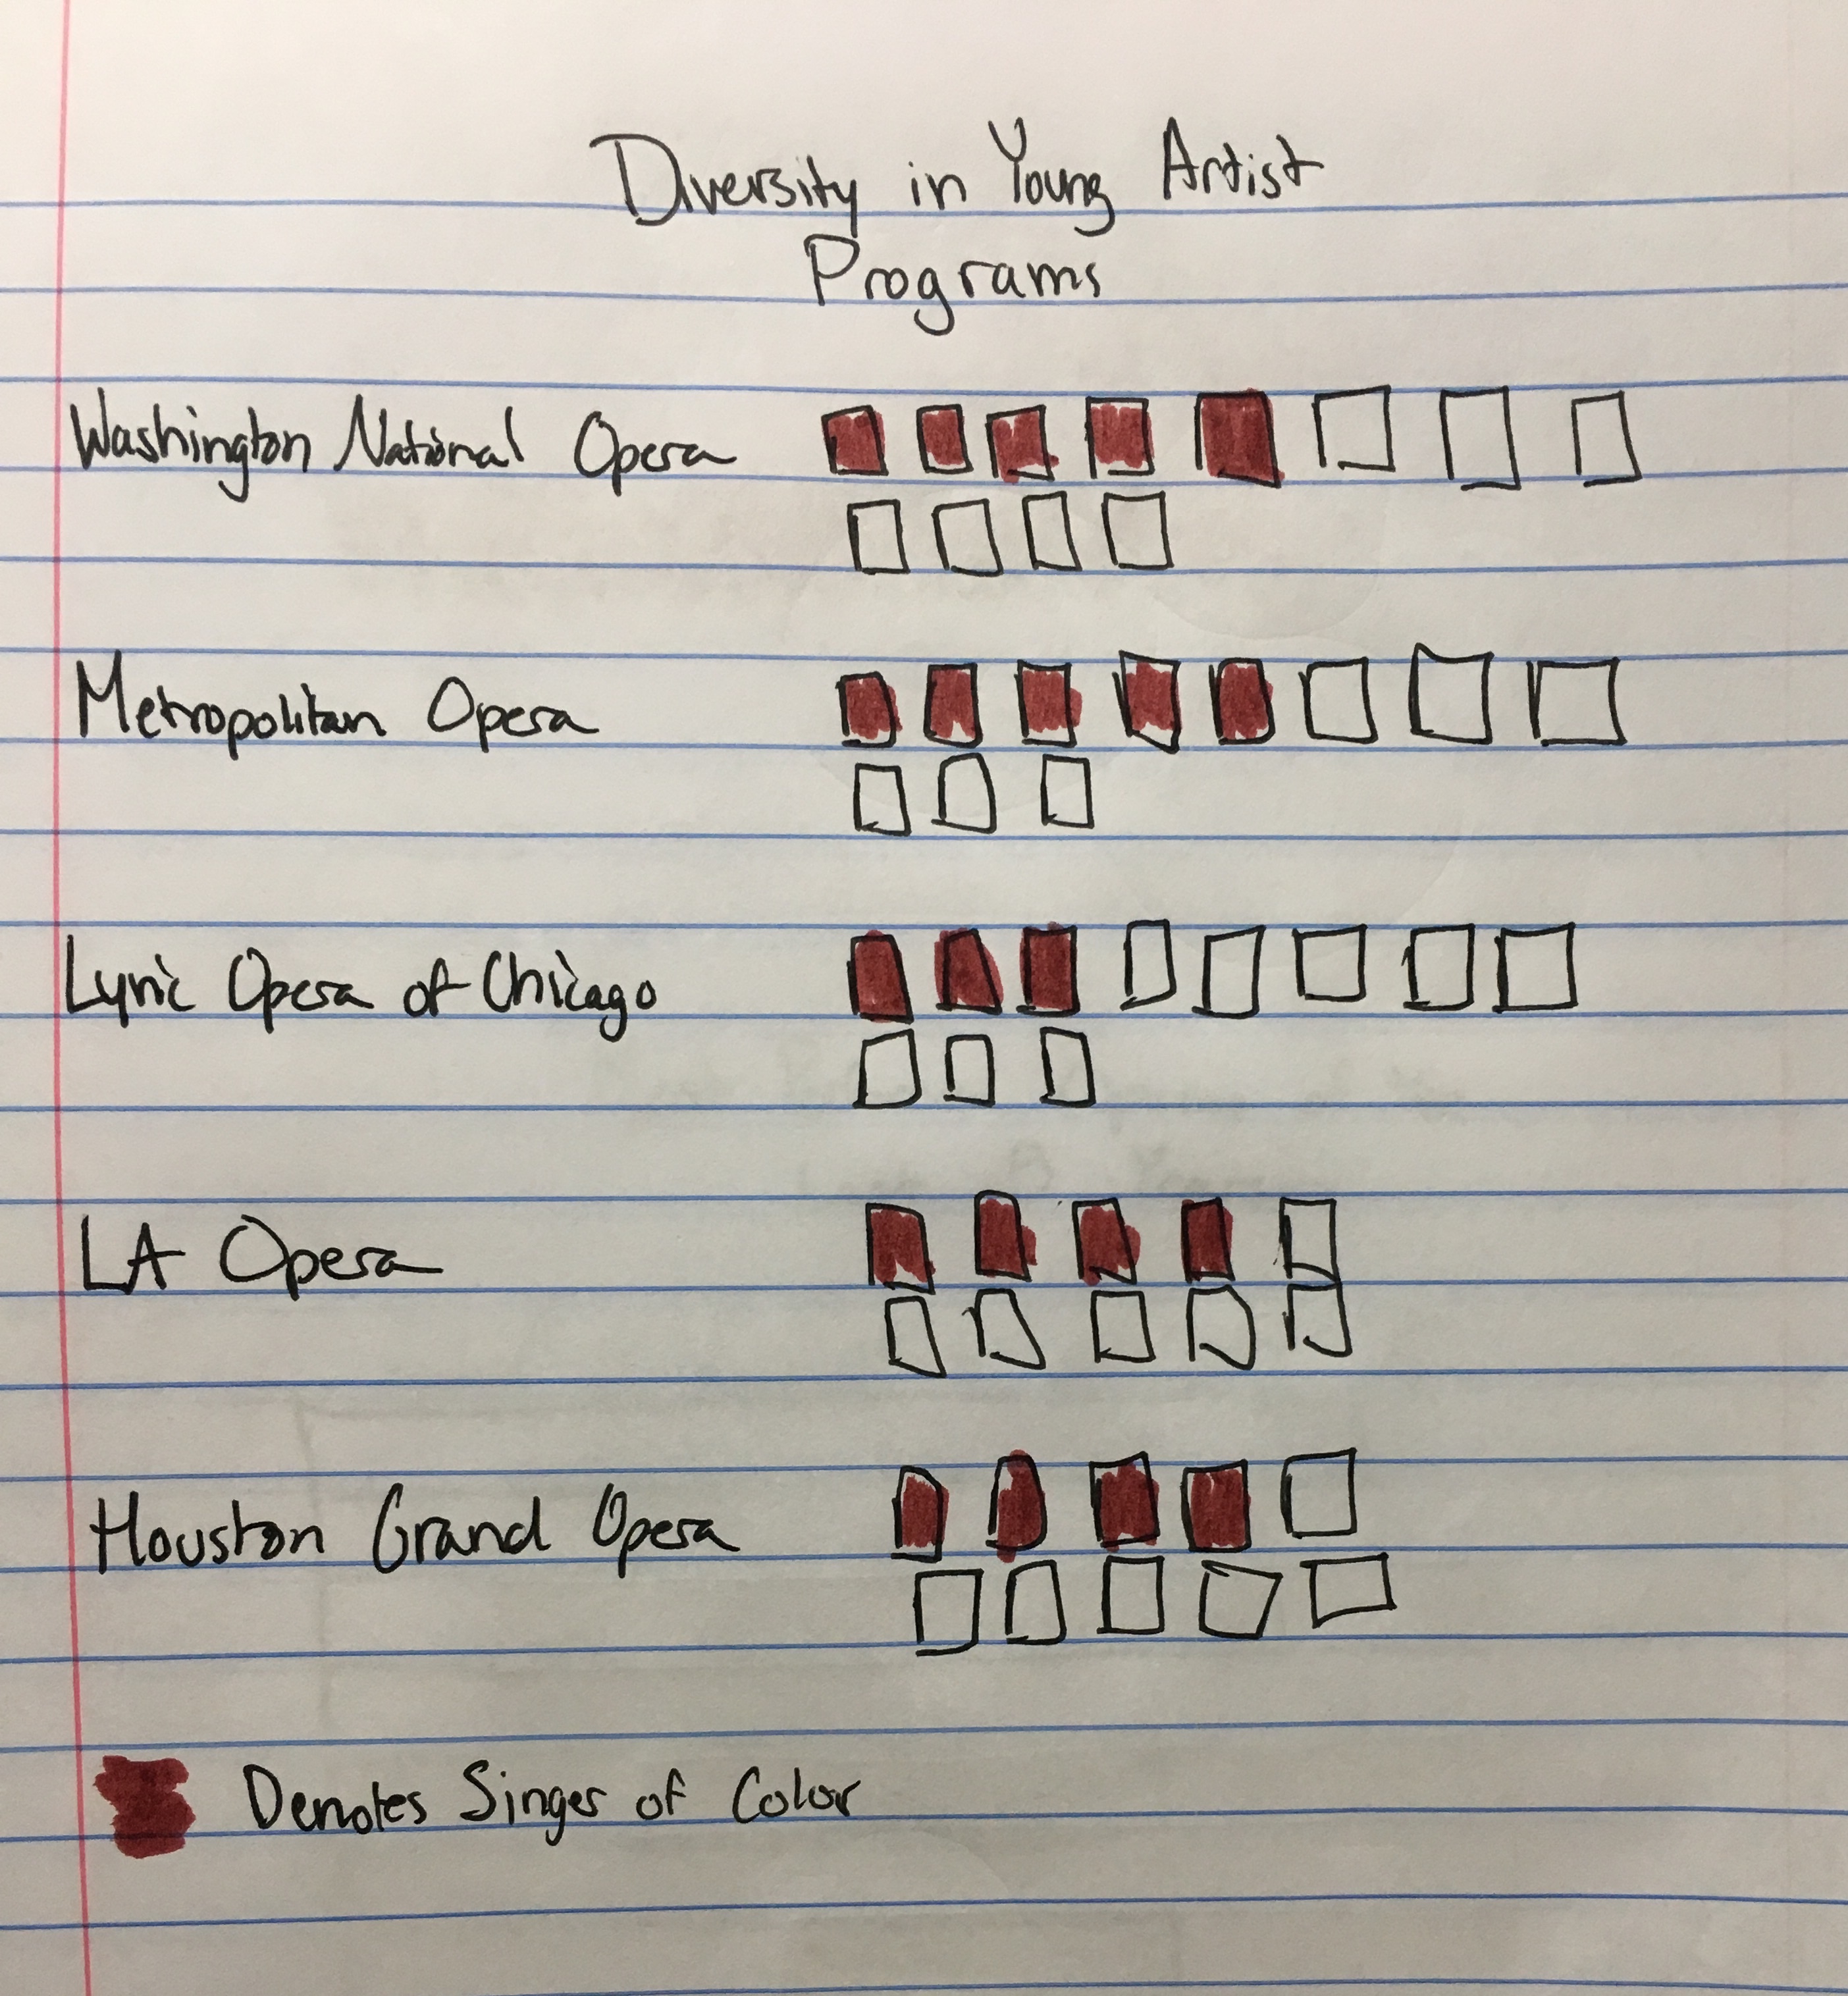 Diversity in Young Artist
Programs
Washington National Opera
Metropolitan Opera
Lyric Opera of Chicago
LA Opera
Houston Grand Opera
Denotes Singer of Color